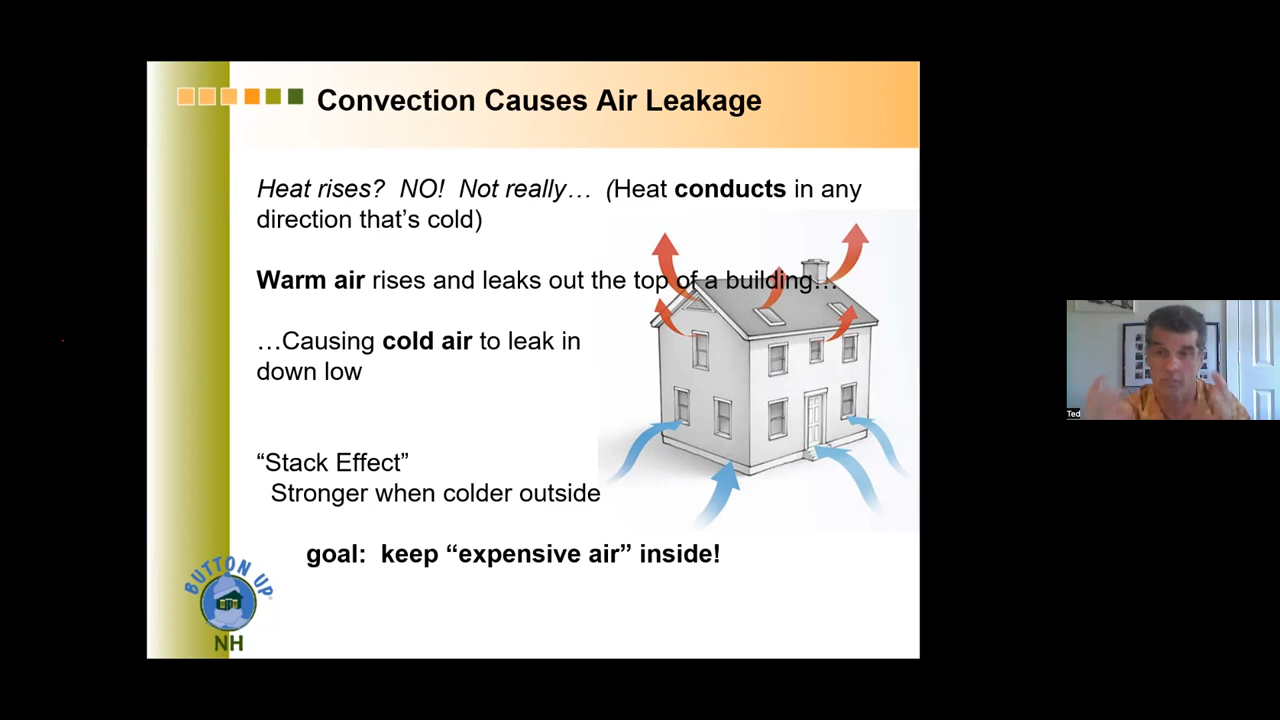 Convection Causes Air Leakage
Heat rises? NO! Not really… (Heat conducts in any
direction that’s cold)
Warm air rises and leaks out the top of a building…
…Causing cold air to leak in
down low
“Stack Effect”
Stronger when colder outside
goal: keep “expensive air” inside!
BUTTON UP
NH
Ted